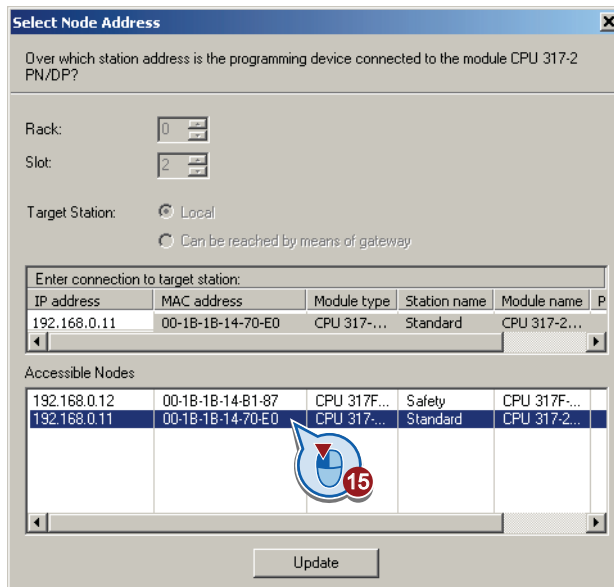 Select Node Address
Over which station address is the programming device connected to the module CPU 317-2
PN/DP?
Rack: 0
Slot: 2
Target Station: Local
Can be reached by means of gateway
Enter connection to target station:
IP address MAC address Module type Station name Module name P
192.168.0.11 00-1B-1B-14-70-E0 CPU 317-... Standard CPU 317-2...
Accessible Nodes
192.168.0.12 00-1B-1B-14-B1-87 CPU 317F... Safety CPU 317F-...
192.168.0.11 00-1B-1B-14-70-E0 CPU 317-... Standard CPU 317-2...
15
Update